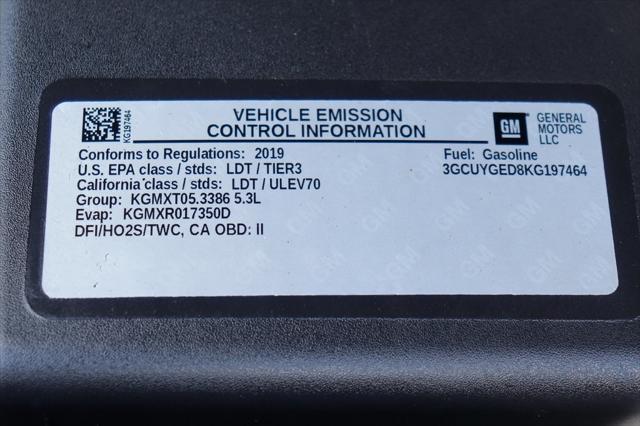 KG197464
VEHICLE EMISSION
CONTROL INFORMATION
GM
GENERAL
MOTORS
LLC
Conforms to Regulations: 2019
Fuel: Gasoline
U.S. EPA class / stds: LDT / TIER3
3GCUYGED8KG197464
California class / stds: LDT / ULEV70
Group: KGMXT05.3386 5.3L
Evap: KGMXR017350D
DFI/HO2S/TWC, CA OBD: II